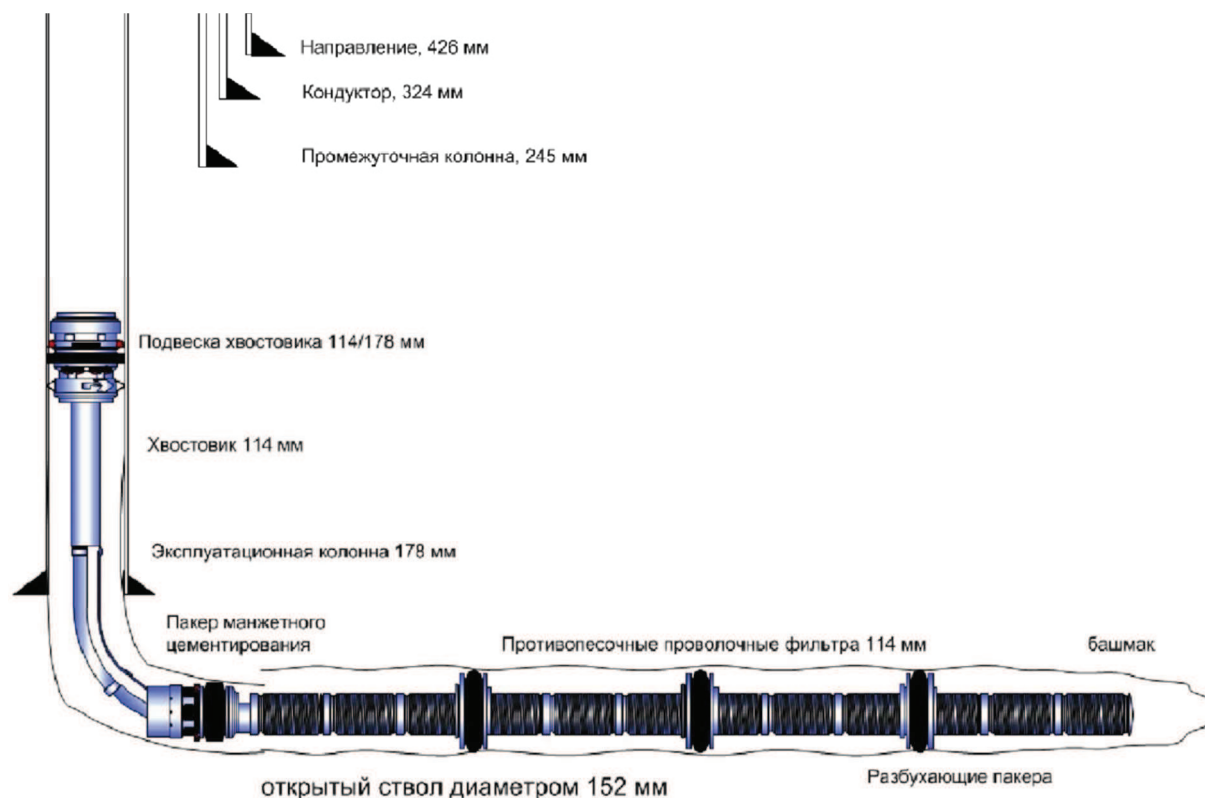 Направление, 426 мм
Кондуктор, 324 мм
Промежуточная колонна, 245 мм
Подвеска хвостовика 114/178 мм
Хвостовик 114 мм
Эксплуатационная колонна 178 мм
Пакер манжетного
цементирования
Противопесочные проволочные фильтра 114 мм
башмак
Разбухающие пакера
открытый ствол диаметром 152 мм